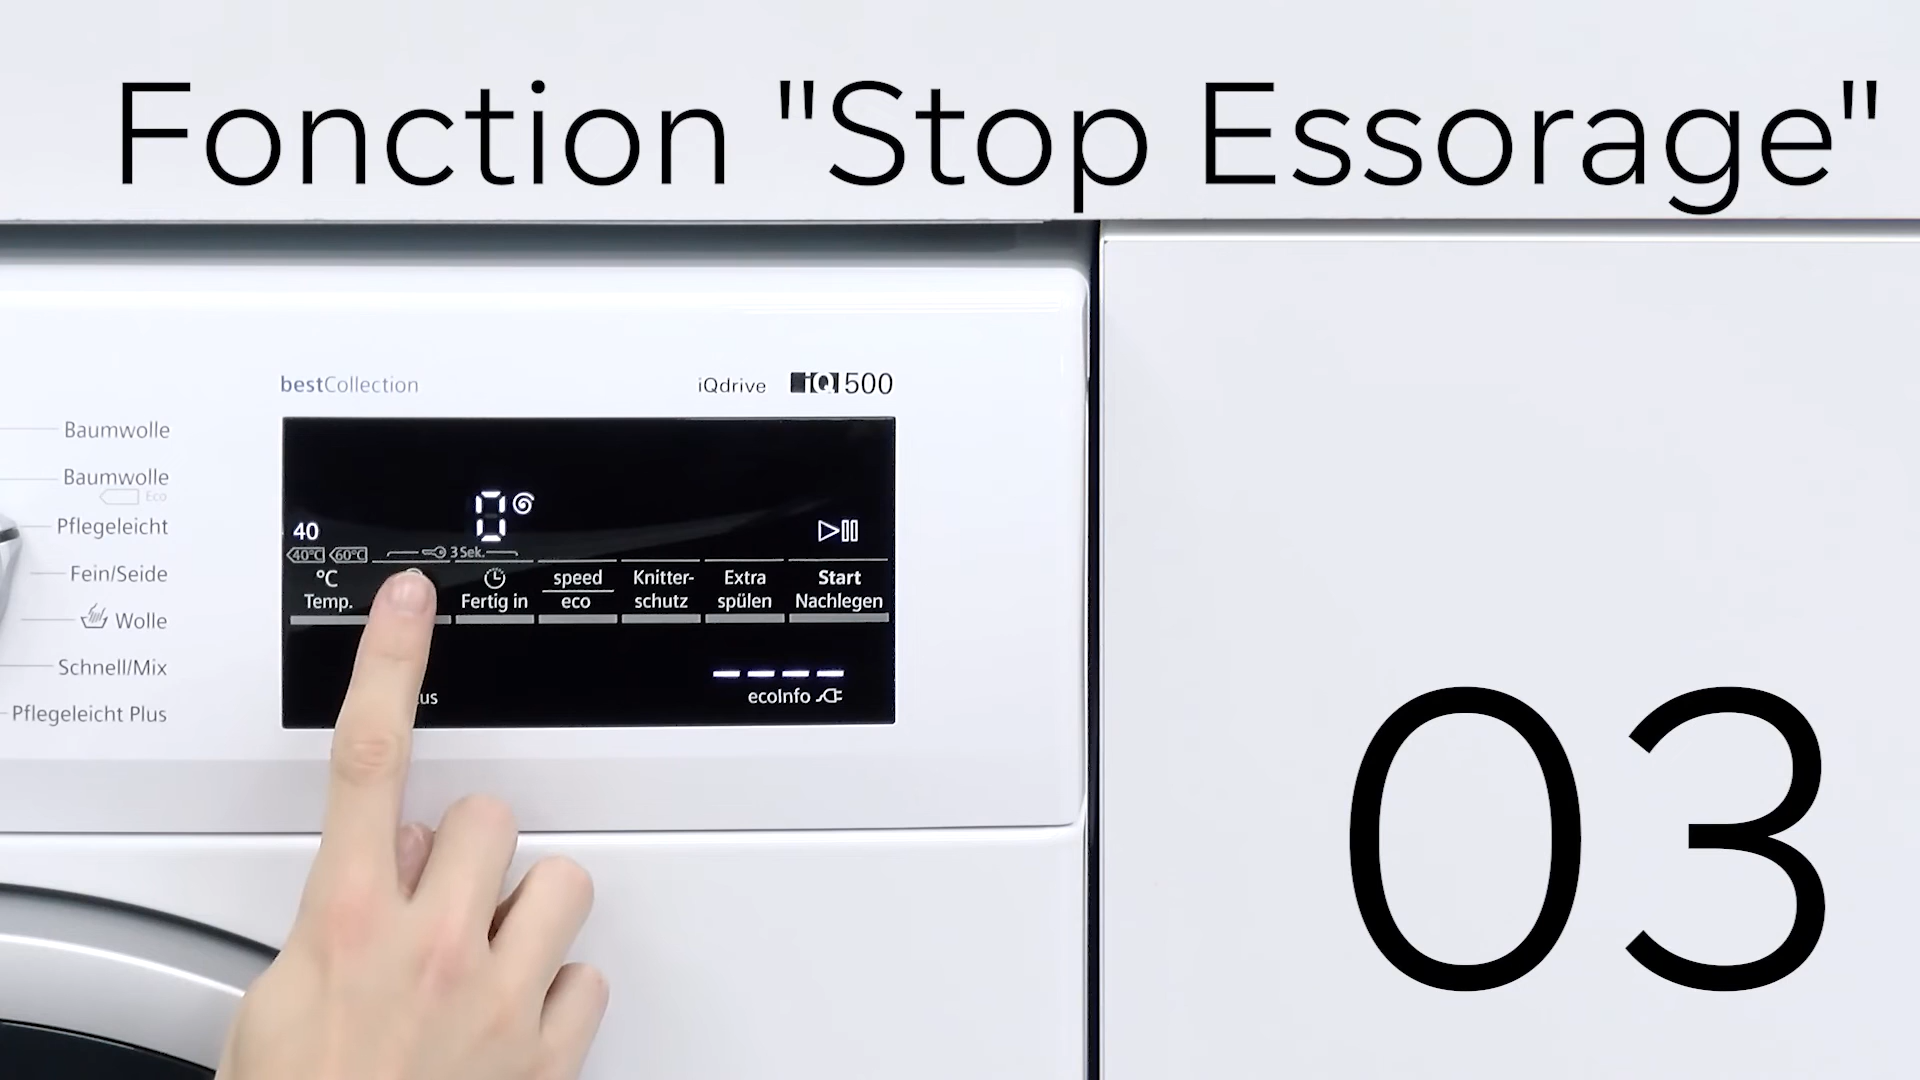 Fonction "Stop Essorage"
bestCollection
iQdrive iQ500
Baumwolle
Baumwolle
Eco
Pflegeleicht
Fein/Seide
Wolle
Schnell/Mix
Pflegeleicht Plus
0
40
40°C 60°C
3 Sek.
°C
Temp.
Fertig in
speed
eco
Knitter-
schutz
Extra
spülen
Start
Nachlegen
----
ecoInfo
03